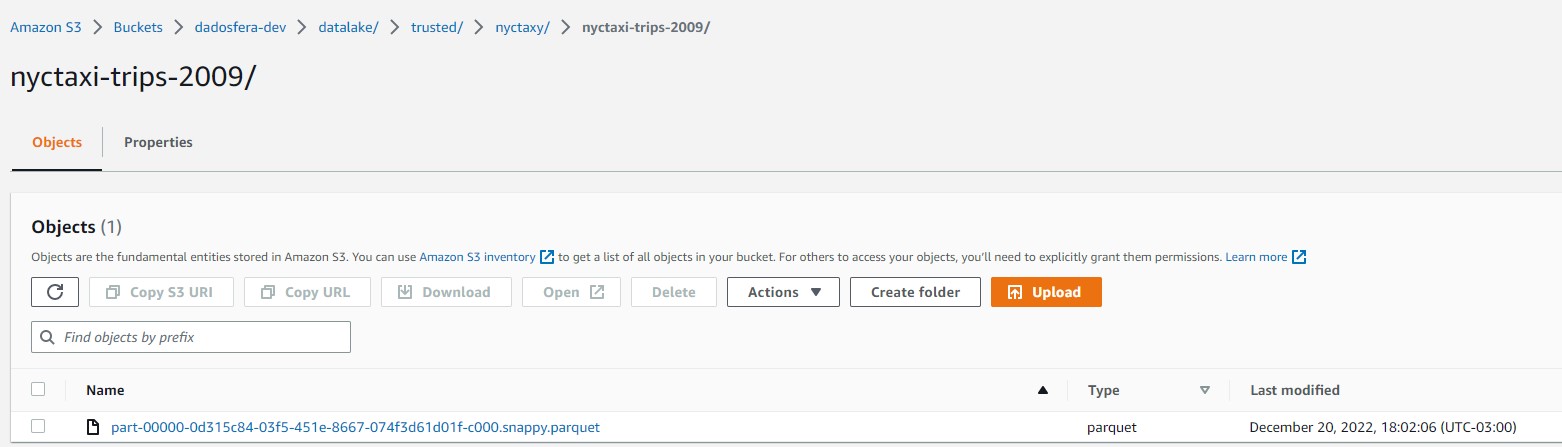 Amazon S3 > Buckets > dadosfera-dev > datalake/ > trusted/ > nyctaxy/ > nyctaxi-trips-2009/
nyctaxi-trips-2009/
Objects Properties
Objects (1)
Objects are the fundamental entities stored in Amazon S3. You can use Amazon S3 inventory to get a list of all objects in your bucket. For others to access your objects, you'll need to explicitly grant them permissions. Learn more
Copy S3 URI Copy URL Download Open Delete Actions Create folder Upload
Find objects by prefix
Name Type Last modified
part-00000-0d315c84-03f5-451e-8667-074f3d61d01f-c000.snappy.parquet parquet December 20, 2022, 18:02:06 (UTC-03:00)